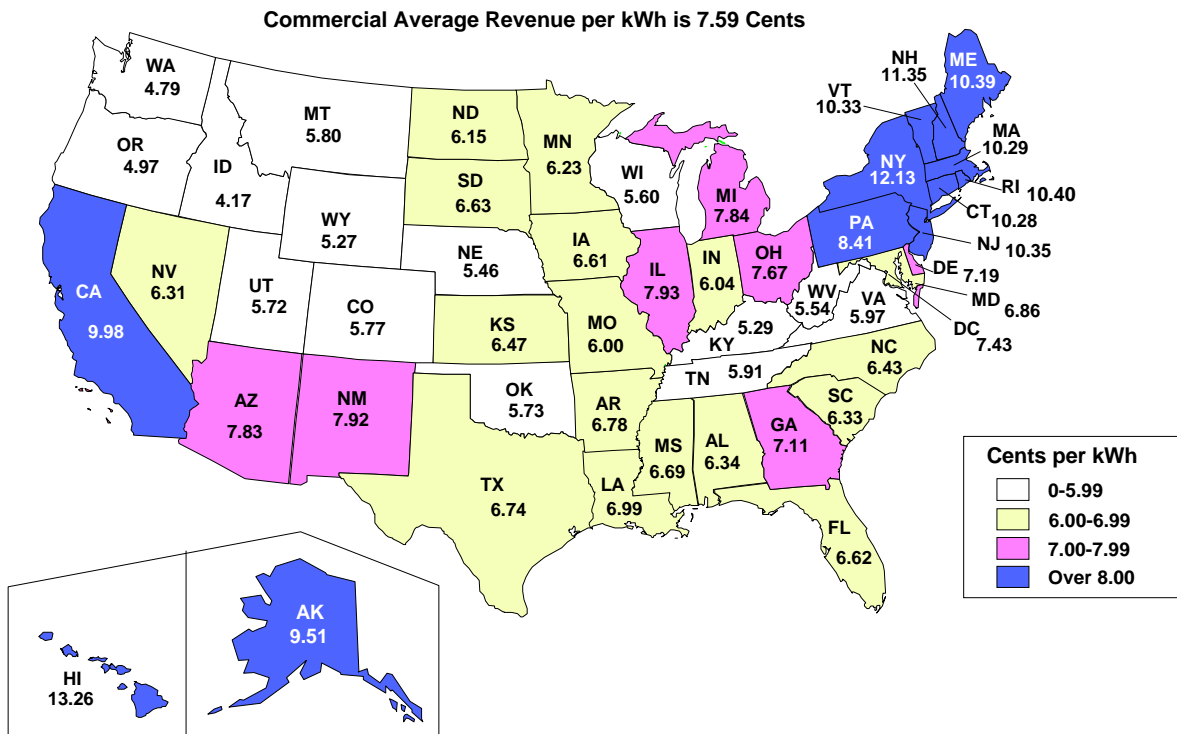 Commercial Average Revenue per kWh is 7.59 Cents
WA
4.79
MT
5.80
ND
6.15
MN
6.23
NH
11.35
ME
10.39
VT
10.33
OR
4.97
ID
4.17
SD
6.63
WI
5.60
MI
7.84
NY
12.13
MA
10.29
RI 10.40
CT 10.28
WY
5.27
IA
6.61
PA
8.41
NJ 10.35
NE
5.46
NV
6.31
UT
5.72
CO
5.77
IL
7.93
IN
6.04
OH
7.67
DE 7.19
MD 6.86
DC 7.43
CA
9.98
KS
6.47
MO
6.00
KY
5.29
WV
5.54
VA
5.97
TN 5.91
NC
6.43
AZ
7.83
NM
7.92
OK
5.73
AR
6.78
SC
6.33
MS
6.69
AL
6.34
GA
7.11
TX
6.74
LA
6.99
FL
6.62
AK
9.51
HI
13.26
Cents per kWh
0-5.99
6.00-6.99
7.00-7.99
Over 8.00